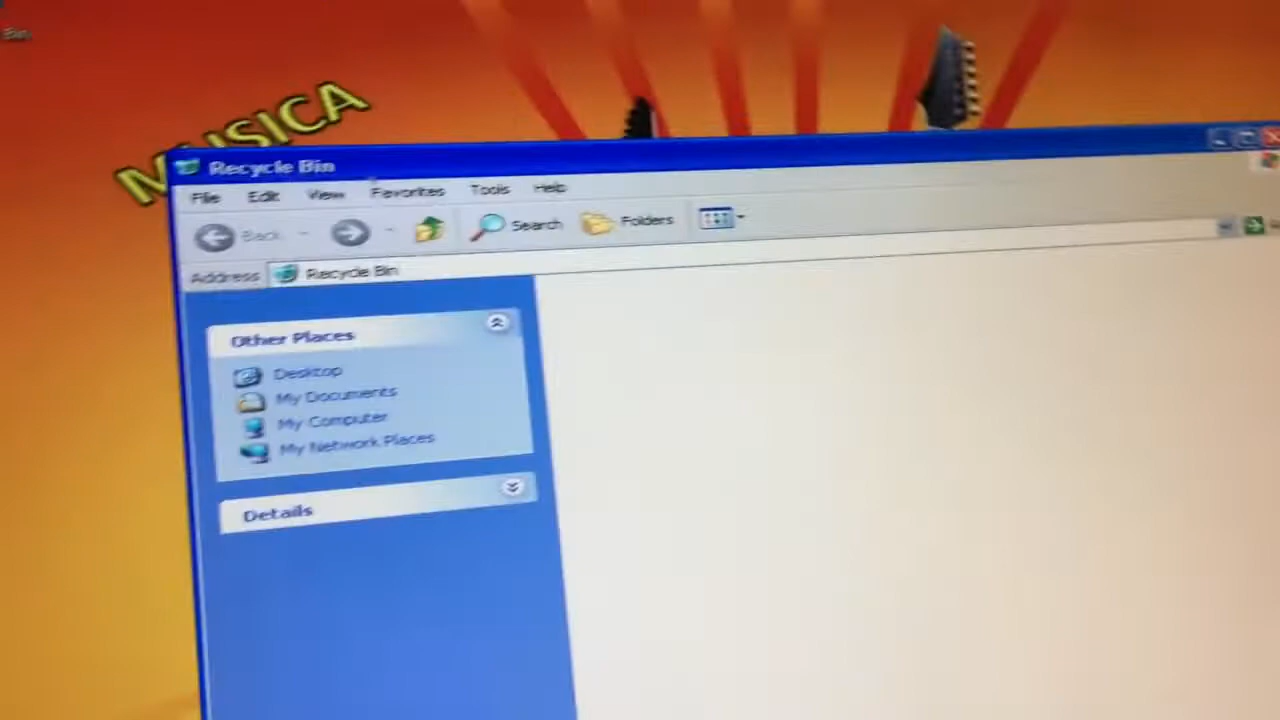 Bin
MUSICA
Recycle Bin
File Edit View Favorites Tools Help
Back Search Folders
Address Recycle Bin
Other Places
Desktop
My Documents
My Computer
My Network Places
Details